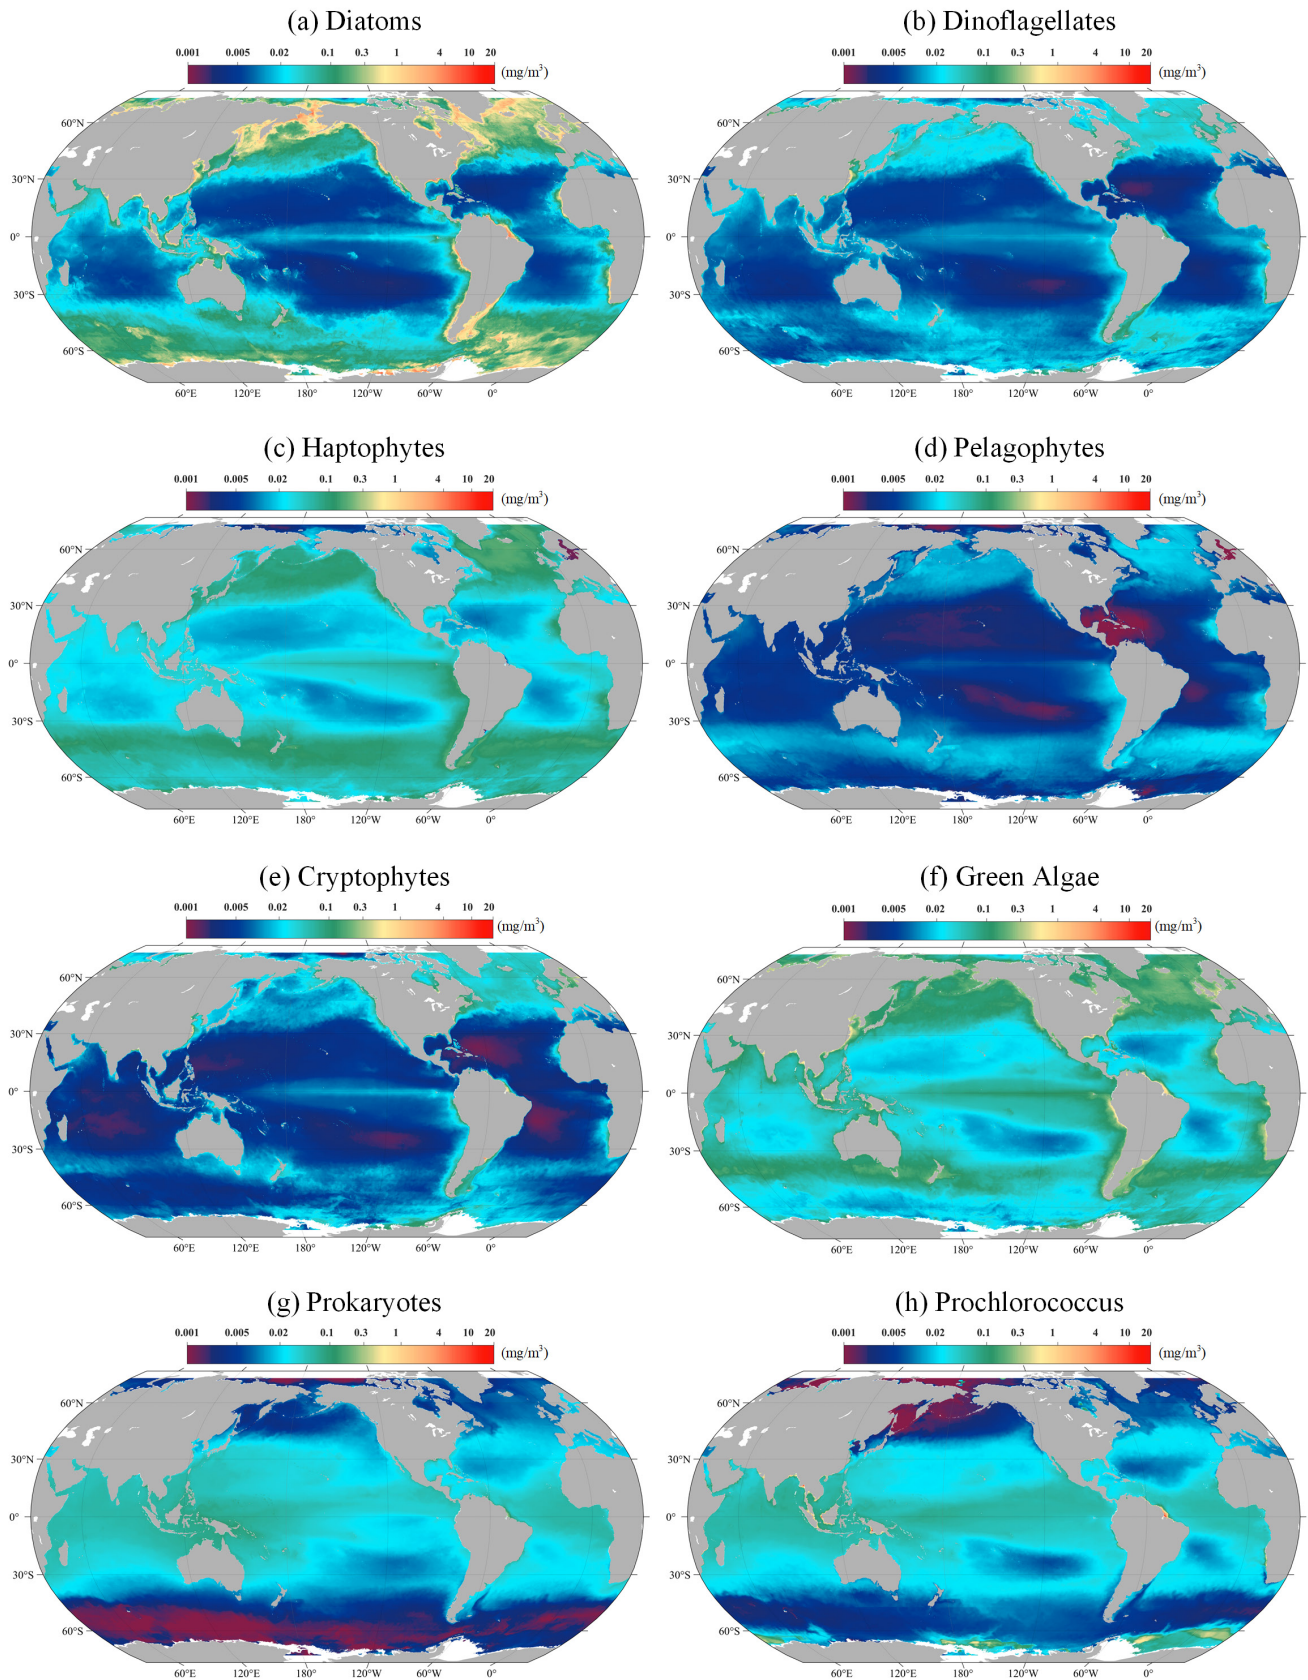 (a) Diatoms
(b) Dinoflagellates
0.001 0.005 0.02 0.1 0.3 1 4 10 20 (mg/m³)
0.001 0.005 0.02 0.1 0.3 1 4 10 20 (mg/m³)
60°N
30°N
0°
30°S
60°S
60°E 120°E 180° 120°W 60°W 0°
60°N
30°N
0°
30°S
60°S
60°E 120°E 180° 120°W 60°W 0°
(c) Haptophytes
(d) Pelagophytes
0.001 0.005 0.02 0.1 0.3 1 4 10 20 (mg/m³)
0.001 0.005 0.02 0.1 0.3 1 4 10 20 (mg/m³)
60°N
30°N
0°
30°S
60°S
60°E 120°E 180° 120°W 60°W 0°
60°N
30°N
0°
30°S
60°S
60°E 120°E 180° 120°W 60°W 0°
(e) Cryptophytes
(f) Green Algae
0.001 0.005 0.02 0.1 0.3 1 4 10 20 (mg/m³)
0.001 0.005 0.02 0.1 0.3 1 4 10 20 (mg/m³)
60°N
30°N
0°
30°S
60°S
60°E 120°E 180° 120°W 60°W 0°
60°N
30°N
0°
30°S
60°S
60°E 120°E 180° 120°W 60°W 0°
(g) Prokaryotes
(h) Prochlorococcus
0.001 0.005 0.02 0.1 0.3 1 4 10 20 (mg/m³)
0.001 0.005 0.02 0.1 0.3 1 4 10 20 (mg/m³)
60°N
30°N
0°
30°S
60°S
60°E 120°E 180° 120°W 60°W 0°
60°N
30°N
0°
30°S
60°S
60°E 120°E 180° 120°W 60°W 0°